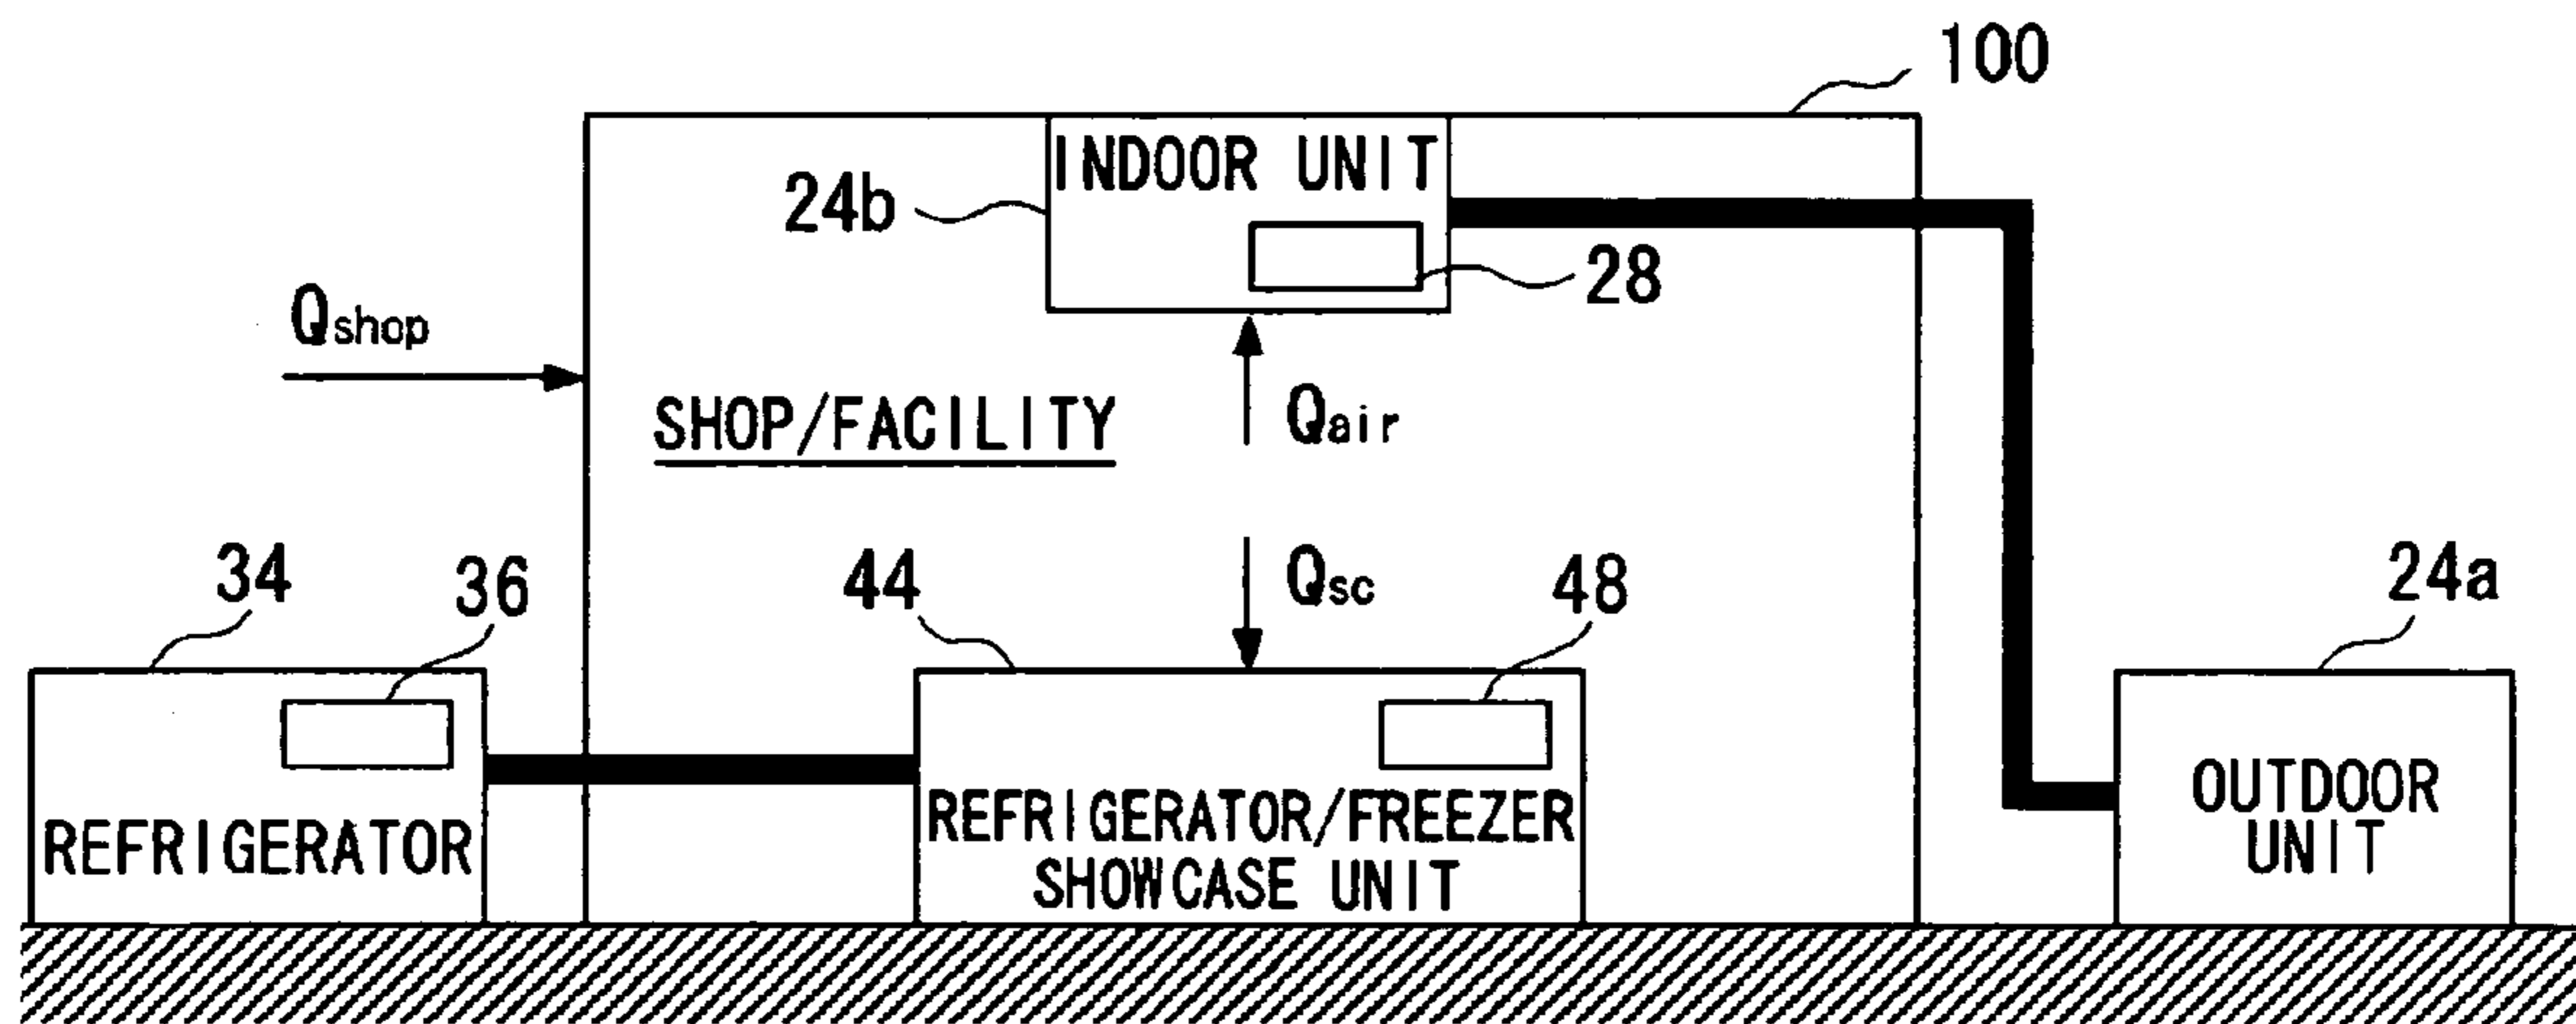 100
INDOOR UNIT
24b
28
Qshop
SHOP/FACILITY
Qair
Qsc
34
36
44
48
24a
REFRIGERATOR
REFRIGERATOR/FREEZER
SHOWCASE UNIT
OUTDOOR
UNIT